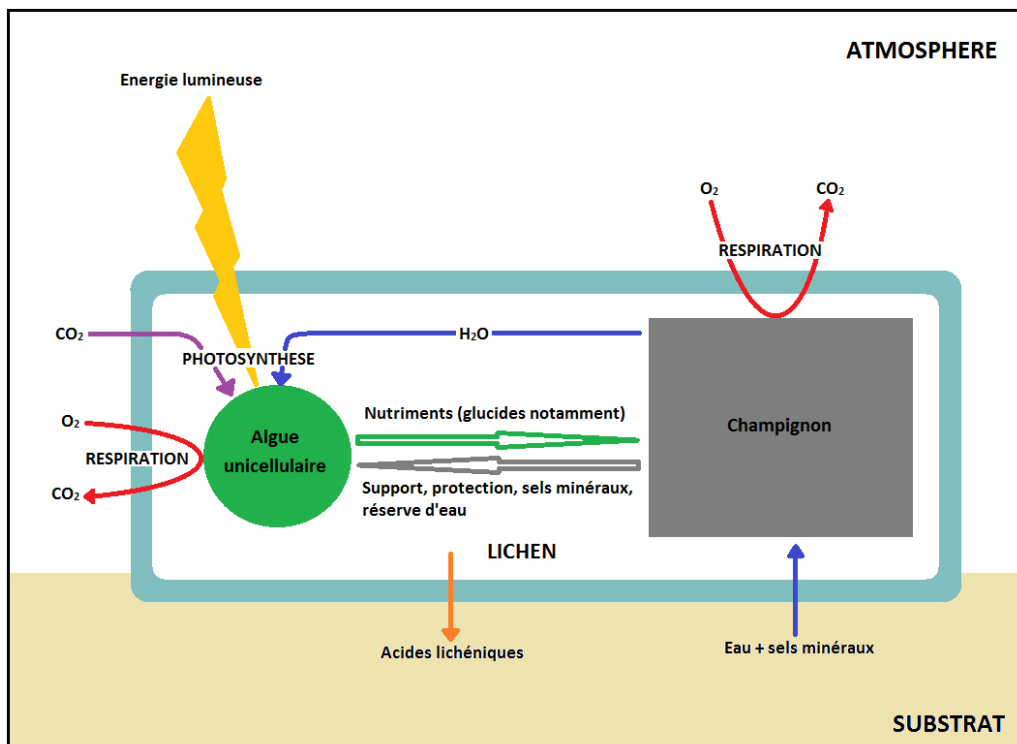 ATMOSPHERE
Energie lumineuse
O₂
CO₂
RESPIRATION
CO₂
H₂O
PHOTOSYNTHESE
O₂
Nutriments (glucides notamment)
Algue
unicellulaire
Champignon
RESPIRATION
CO₂
Support, protection, sels minéraux,
réserve d'eau
LICHEN
Acides lichéniques
Eau + sels minéraux
SUBSTRAT